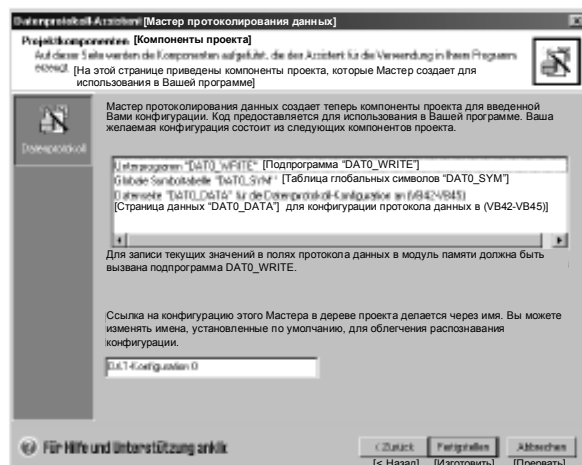 Datenprotokoll-Assistent [Мастер протоколирования данных]
Projektkomponenten [Компоненты проекта]
Auf dieser Seite werden die Komponenten aufgeführt, die der Assistent für die Verwendung in Ihrem Programm
erzeugt. [На этой странице приведены компоненты проекта, которые Мастер создает для
использования в Вашей программе]
Datenprotokoll
Мастер протоколирования данных создает теперь компоненты проекта для введенной
Вами конфигурации. Код предоставляется для использования в Вашей программе. Ваша
желаемая конфигурация состоит из следующих компонентов проекта.
Unterprogramm "DAT0_WRITE" [Подпрограмма “DAT0_WRITE”]
Globale Symboltabelle "DAT0_SYM" [Таблица глобальных символов “DAT0_SYM”]
Datenseite "DAT0_DATA" für die Datenprotokoll-Konfiguration an (VB42-VB45)
[Страница данных “DAT0_DATA” для конфигурации протокола данных в (VB42-VB45)]
Для записи текущих значений в полях протокола данных в модуль памяти должна быть
вызвана подпрограмма DAT0_WRITE.
Ссылка на конфигурацию этого Мастера в дереве проекта делается через имя. Вы можете
изменять имена, установленные по умолчанию, для облегчения распознавания
конфигурации.
DAT-Konfiguration 0
Für Hilfe und Unterstützung anklic
< Zurück Fertigstellen Abbrechen
[< Назад] [Изготовить] [Прервать]